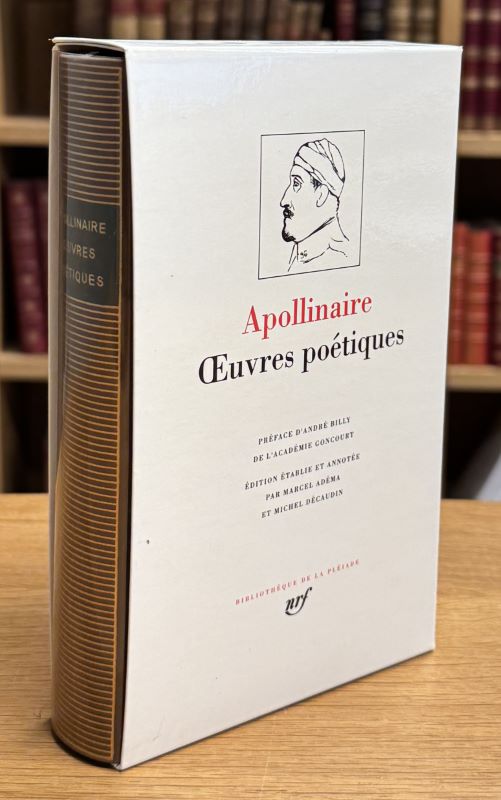 Apollinaire
Œuvres poétiques
PRÉFACE D'ANDRÉ BILLY
DE L'ACADÉMIE GONCOURT
ÉDITION ÉTABLIE ET ANNOTÉE
PAR MARCEL ADÉMA
ET MICHEL DÉCAUDIN
BIBLIOTHÈQUE DE LA PLÉIADE
nrf